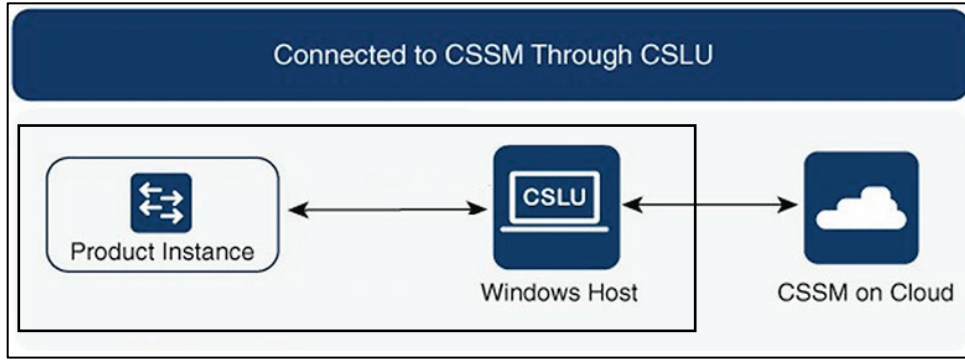 Connected to CSSM Through CSLU
CSLU
Product Instance
Windows Host
CSSM on Cloud